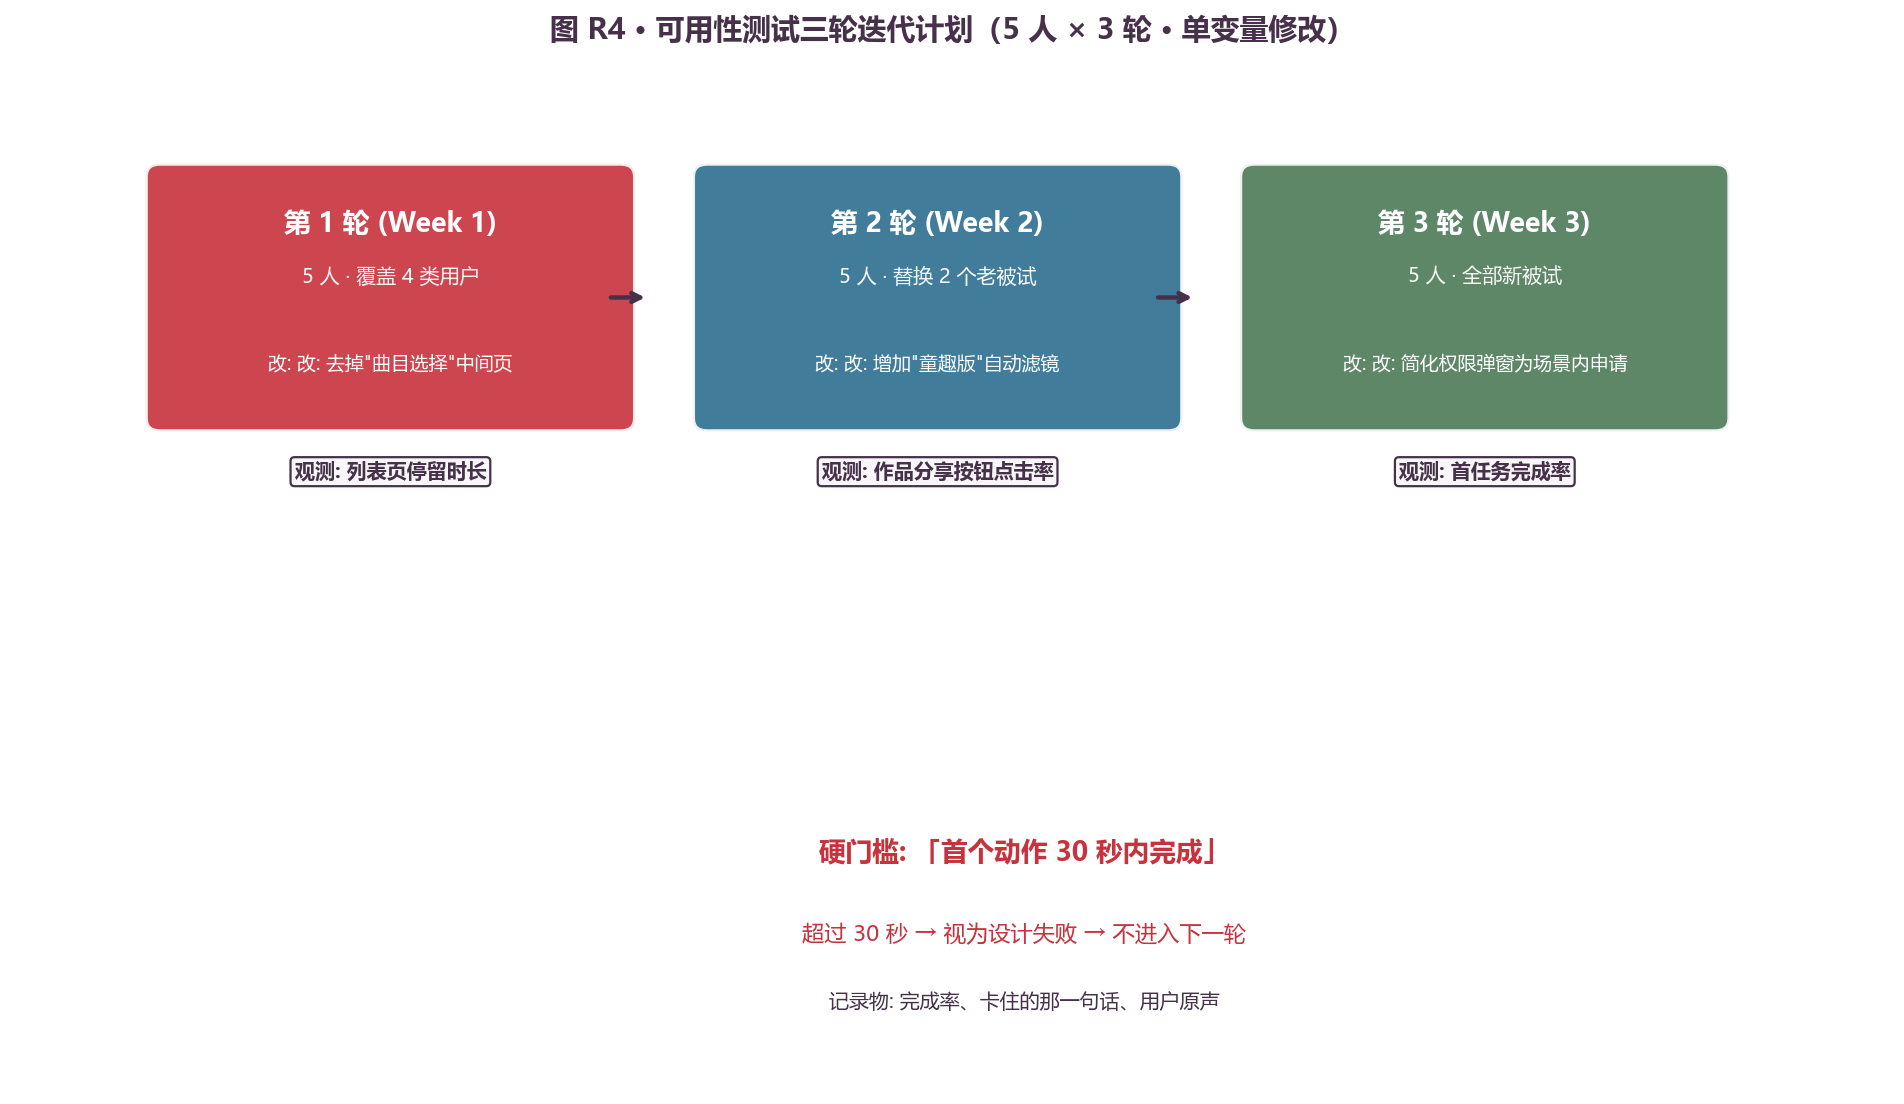 图 R4 • 可用性测试三轮迭代计划（5 人 × 3 轮 • 单变量修改）
第 1 轮 (Week 1)
5 人 · 覆盖 4 类用户
改: 改: 去掉"曲目选择"中间页
观测: 列表页停留时长
第 2 轮 (Week 2)
5 人 · 替换 2 个老被试
改: 改: 增加"童趣版"自动滤镜
观测: 作品分享按钮点击率
第 3 轮 (Week 3)
5 人 · 全部新被试
改: 改: 简化权限弹窗为场景内申请
观测: 首任务完成率
硬门槛: 「首个动作 30 秒内完成」
超过 30 秒 → 视为设计失败 → 不进入下一轮
记录物: 完成率、卡住的那一句话、用户原声